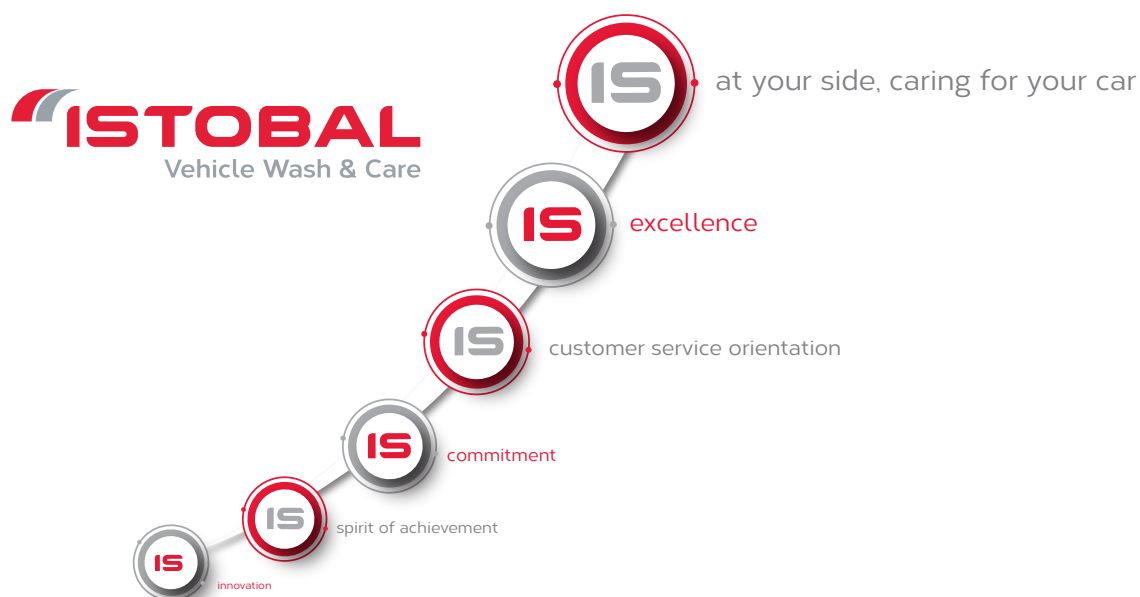 ISTOBAL
Vehicle Wash & Care
IS
at your side, caring for your car
IS
excellence
IS
customer service orientation
IS
commitment
IS
spirit of achievement
IS
innovation